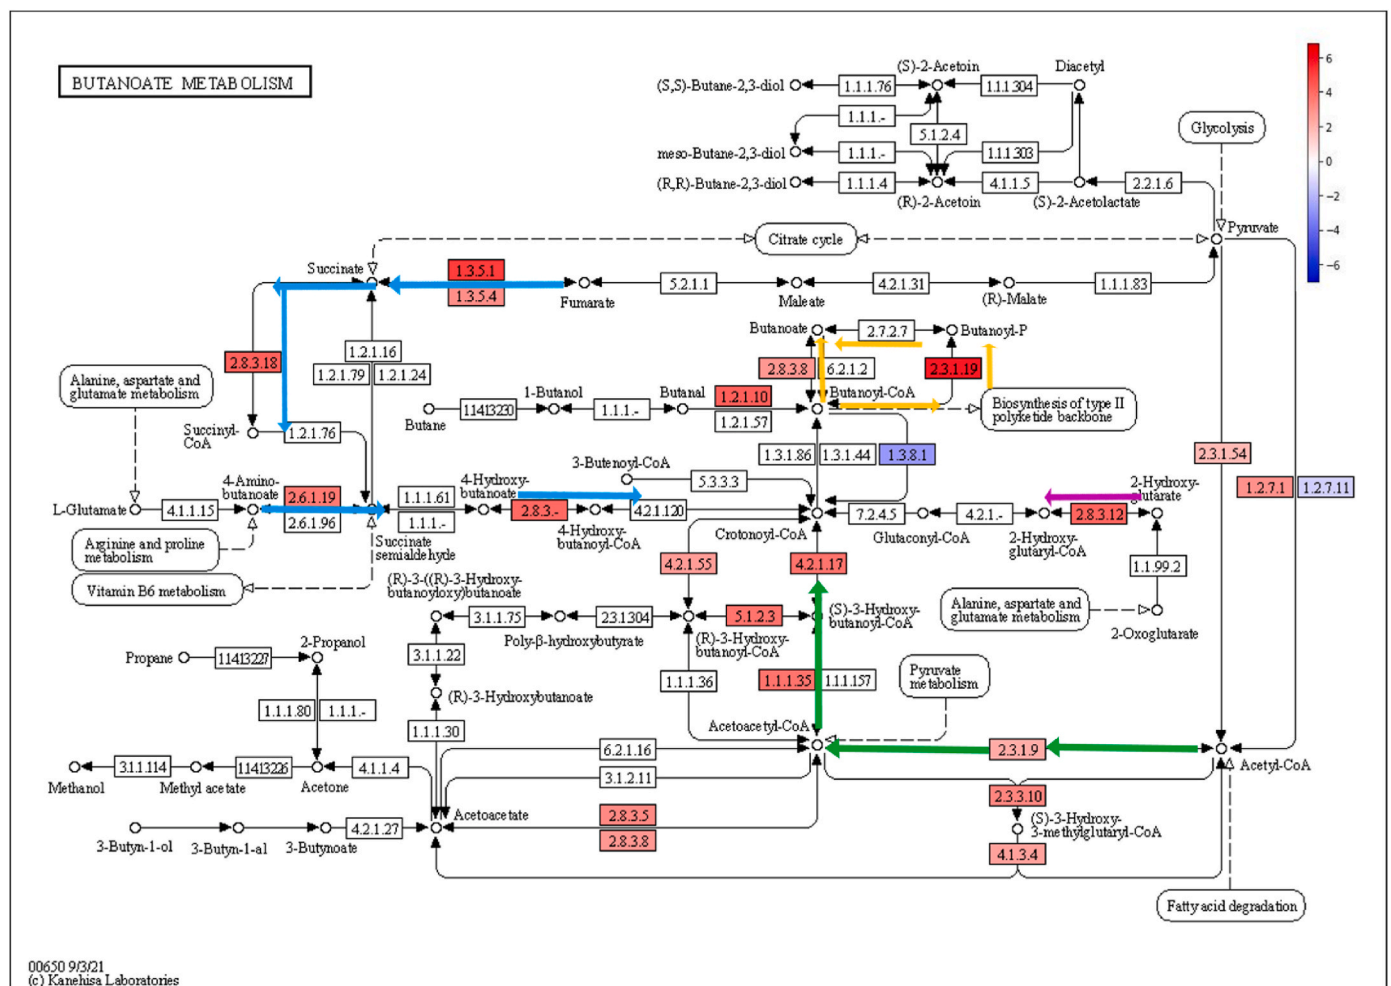 BUTANOATE METABOLISM
6
4
2
0
−2
−4
−6
(S)-2-Acetoin
Diacetyl
(S,S)-Butane-2,3-diol
1.1.1.76
1.1.1.304
1.1.1.-
5.1.2.4
Glycolysis
meso-Butane-2,3-diol
1.1.1.-
1.1.1.303
(R,R)-Butane-2,3-diol
1.1.1.4
4.1.1.5
2.2.1.6
(R)-2-Acetoin
(S)-2-Acetolactate
Citrate cycle
Pyruvate
Succinate
1.3.5.1
1.3.5.4
Fumarate
5.2.1.1
Maleate
4.2.1.31
(R)-Malate
1.1.1.83
Butanoate
2.7.2.7
Butanoyl-P
2.8.3.18
1.2.1.16
1.2.1.79
1.2.1.24
2.8.3.8
6.2.1.2
2.3.1.19
Alanine, aspartate and
glutamate metabolism
1-Butanol
Butanal
1.2.1.10
1.2.1.57
Butanoyl-CoA
Biosynthesis of type II
polyketide backbone
Butane
11413230
1.1.1.-
Succinyl-
CoA
1.2.1.76
1.3.1.86
1.3.1.44
1.3.8.1
2.3.1.54
3-Butenoyl-CoA
5.3.3.3
1.2.7.1
1.2.7.11
4-Amino-
butanoate
2.6.1.19
2.6.1.96
1.1.1.61
1.1.1.-
4-Hydroxy-
butanoate
2.8.3.-
4.2.1.120
2-Hydroxy-
glutarate
L-Glutamate
4.1.1.15
Succinate
semialdehyde
4-Hydroxy-
butanoyl-CoA
Crotonoyl-CoA
7.2.4.5
Glutaconyl-CoA
4.2.1.-
2-Hydroxy-
glutaryl-CoA
2.8.3.12
Arginine and proline
metabolism
Vitamin B6 metabolism
4.2.1.55
4.2.1.17
1.1.99.2
(R)-3-((R)-3-Hydroxy-
butanoyloxy)butanoate
3.1.1.75
Poly-β-hydroxybutyrate
2.3.1.304
5.1.2.3
(R)-3-Hydroxy-
butanoyl-CoA
(S)-3-Hydroxy-
butanoyl-CoA
Alanine, aspartate and
glutamate metabolism
2-Oxoglutarate
Propane
11413227
2-Propanol
3.1.1.22
(R)-3-Hydroxybutanoate
1.1.1.36
1.1.1.35
1.1.1.157
Pyruvate
metabolism
1.1.1.80
1.1.1.-
1.1.1.30
Acetoacetyl-CoA
6.2.1.16
2.3.1.9
Acetyl-CoA
3.1.1.114
11413226
4.1.1.4
3.1.2.11
Methanol
Methyl acetate
Acetone
2.3.3.10
Acetoacetate
2.8.3.5
2.8.3.8
(S)-3-Hydroxy-
3-methylglutaryl-CoA
4.2.1.27
3-Butyn-1-ol
3-Butyn-1-al
3-Butynoate
4.1.3.4
Fatty acid degradation
00650 9/3/21
(c) Kanehisa Laboratories